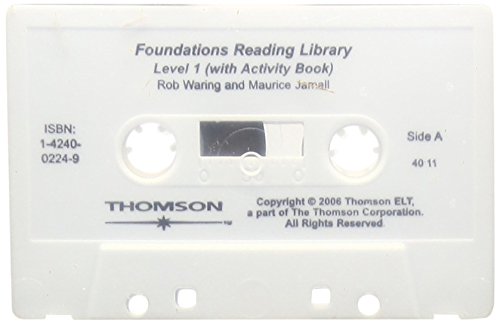 Foundations Reading Library
Level 1 (with Activity Book)
Rob Waring and Maurice Jamall
ISBN:
1-4240-
0224-9
Side A
40 11
THOMSON
Copyright © 2006 Thomson ELT,
a part of The Thomson Corporation.
All Rights Reserved.